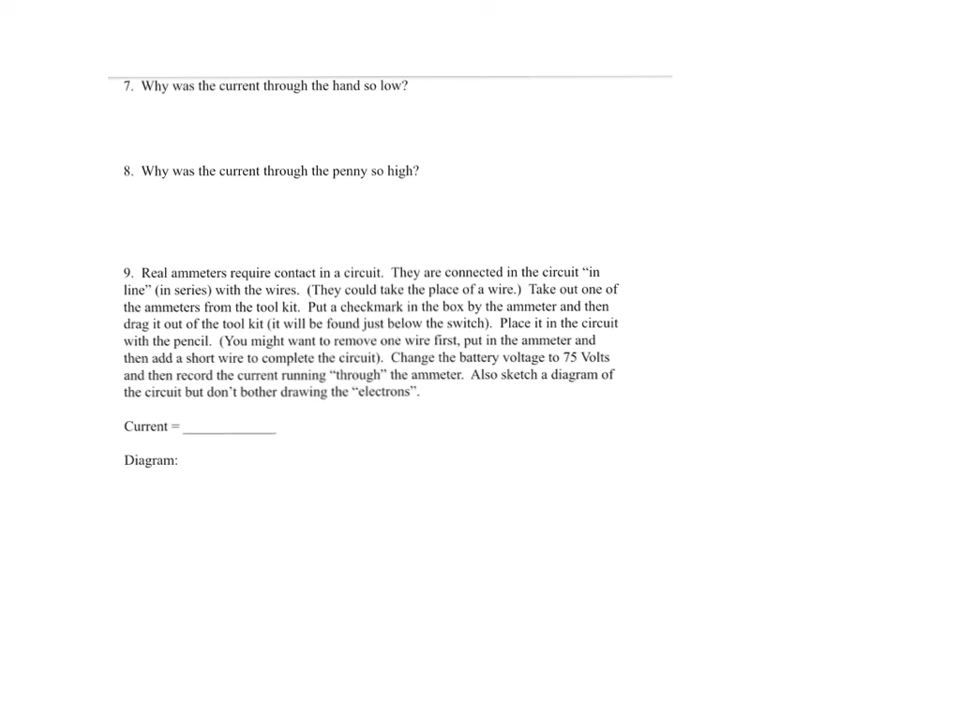 7.  Why was the current through the hand so low?
8.  Why was the current through the penny so high?
9.  Real ammeters require contact in a circuit.  They are connected in the circuit “in
line” (in series) with the wires.  (They could take the place of a wire.)  Take out one of
the ammeters from the tool kit.  Put a checkmark in the box by the ammeter and then
drag it out of the tool kit (it will be found just below the switch).  Place it in the circuit
with the pencil.  (You might want to remove one wire first, put in the ammeter and
then add a short wire to complete the circuit).  Change the battery voltage to 75 Volts
and then record the current running “through” the ammeter.  Also sketch a diagram of
the circuit but don’t bother drawing the “electrons”.
Current = _____________
Diagram: